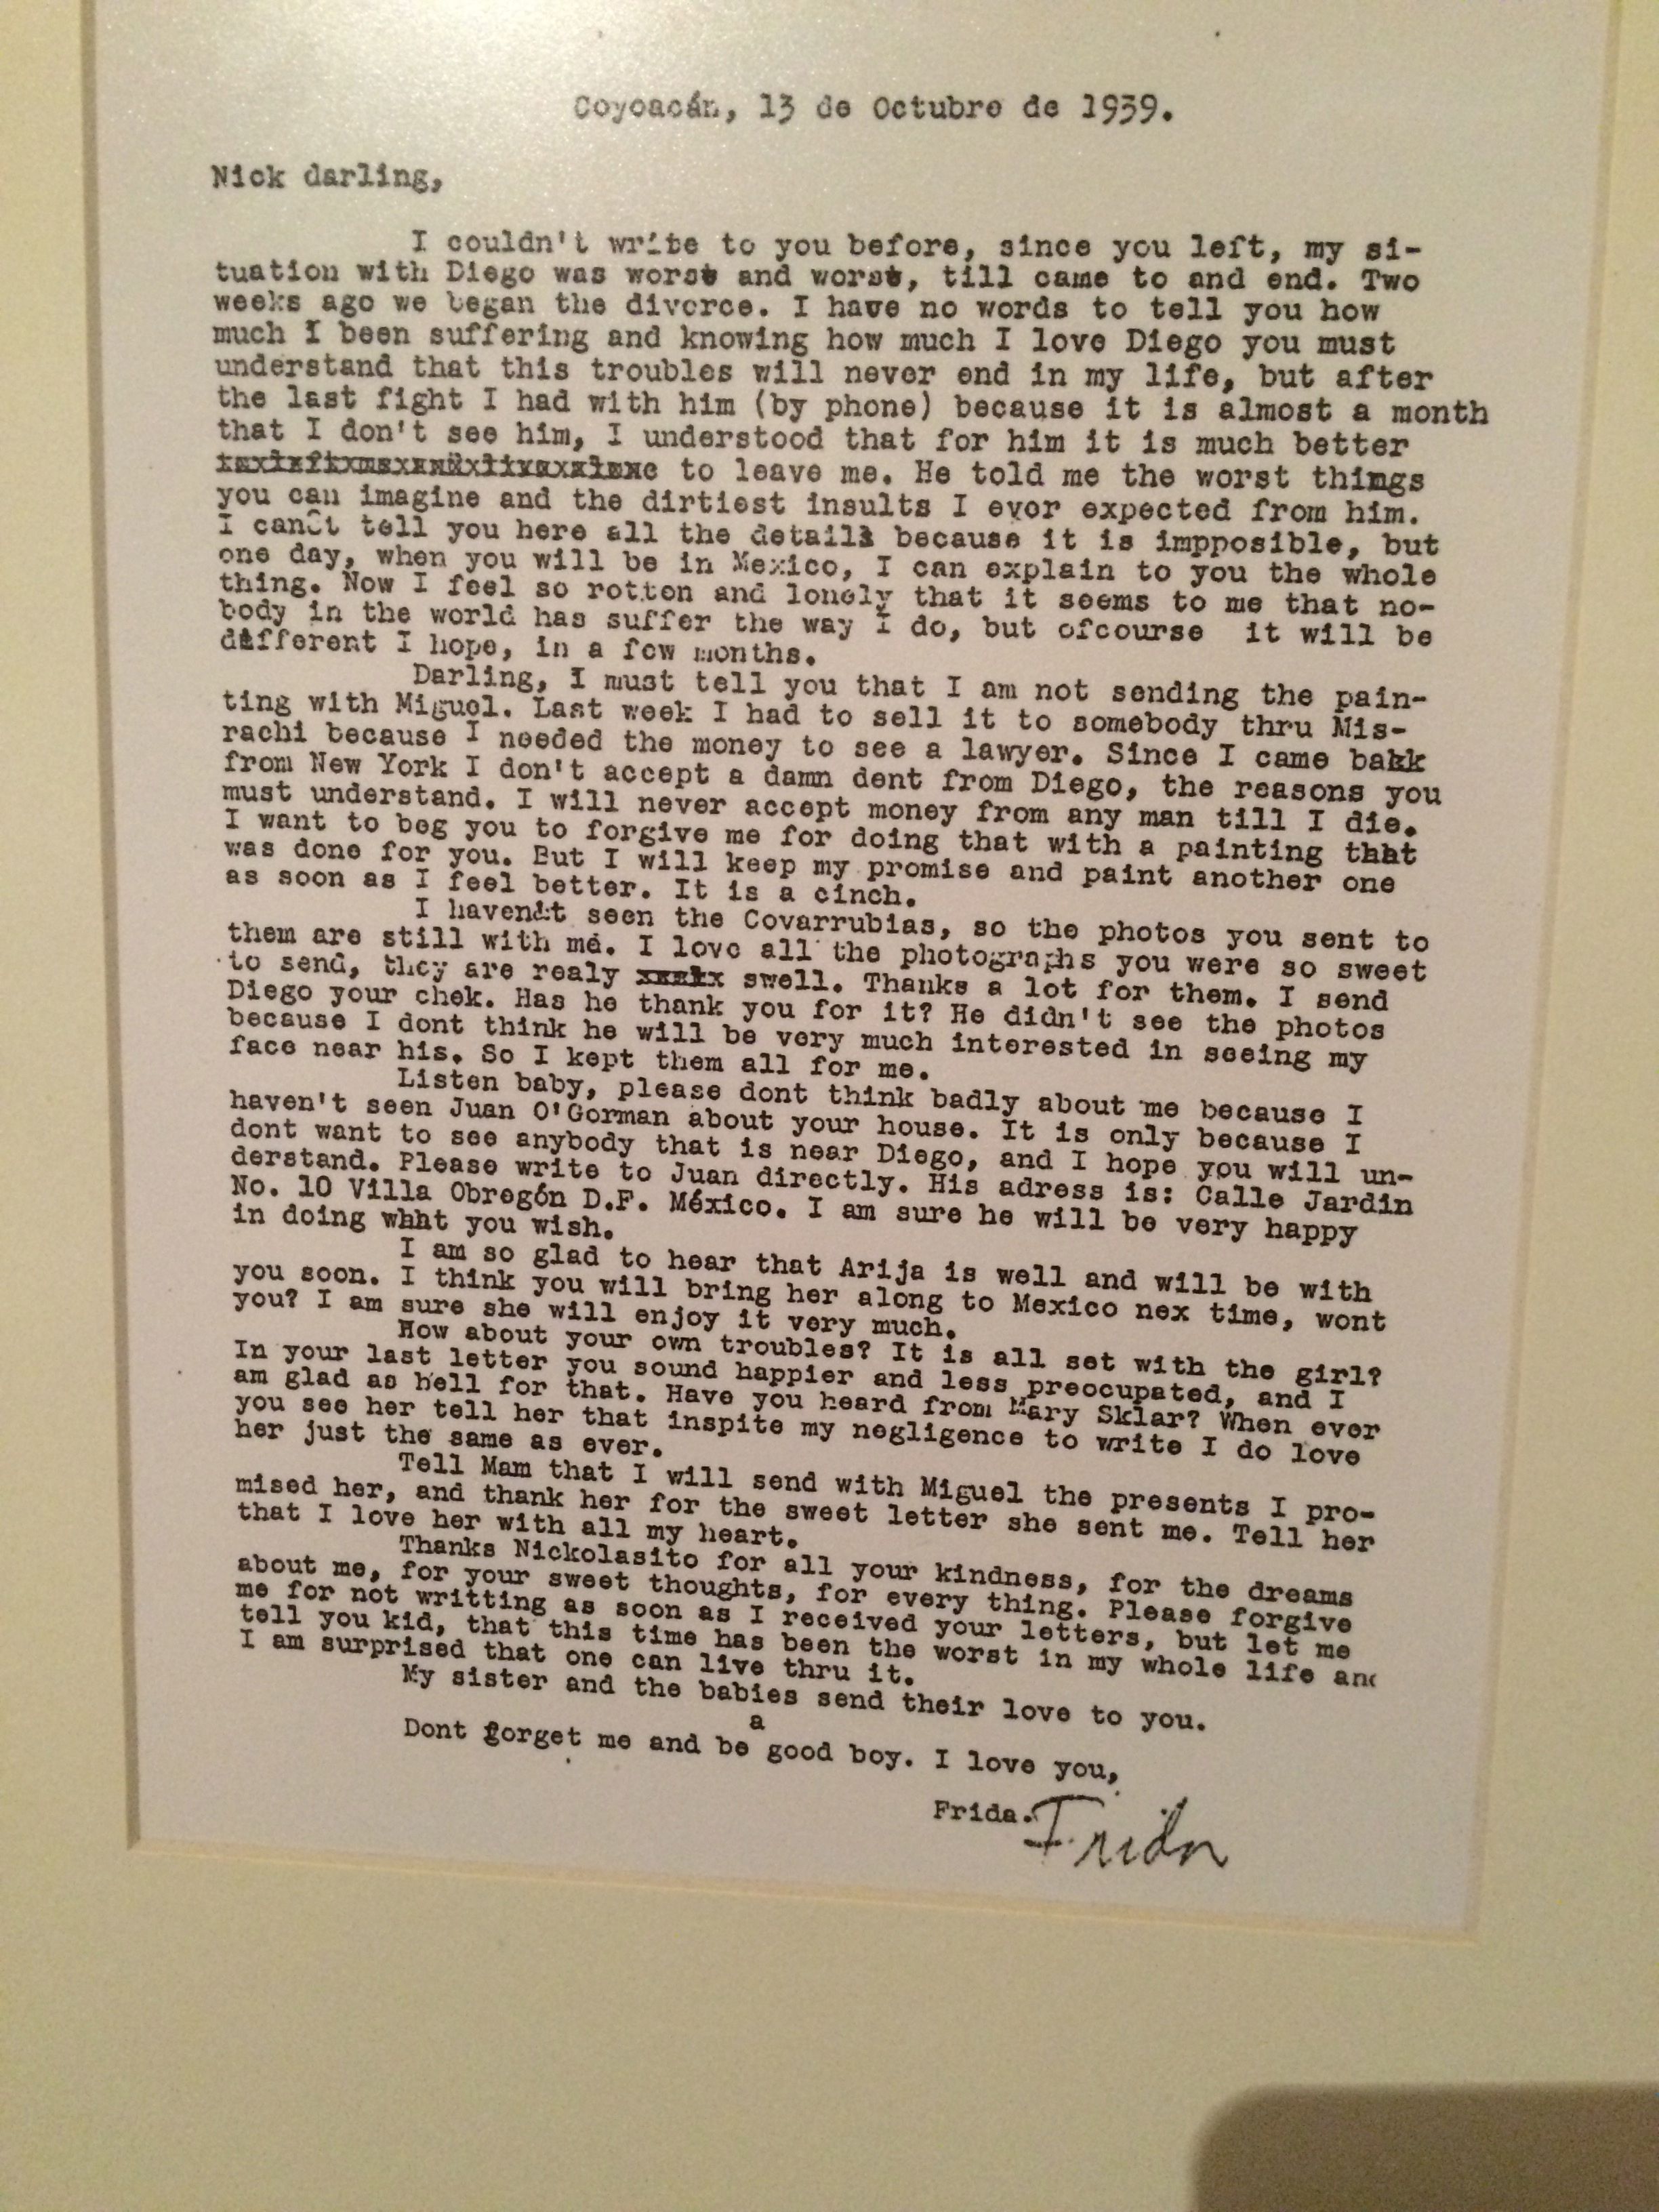 Coyoacán, 13 de Octubre de 1939.
Nick darling,
I couldn't write to you before, since you left, my si-
tuation with Diego was worst and worst, till came to and end. Two
weeks ago we began the divorce. I have no words to tell you how
much I been suffering and knowing how much I love Diego you must
understand that this troubles will never end in my life, but after
the last fight I had with him (by phone) because it is almost a month
that I don't see him, I understood that for him it is much better
to leave me. He told me the worst things
you can imagine and the dirtiest insults I ever expected from him.
I can't tell you here all the details because it is impposible, but
one day, when you will be in Mexico, I can explain to you the whole
thing. Now I feel so rotten and lonely that it seems to me that no-
body in the world has suffer the way I do, but ofcourse it will be
different I hope, in a few months.
Darling, I must tell you that I am not sending the pain-
ting with Miguel. Last week I had to sell it to somebody thru Mis-
rachi because I needed the money to see a lawyer. Since I came bakk
from New York I don't accept a damn dent from Diego, the reasons you
must understand. I will never accept money from any man till I die.
I want to beg you to forgive me for doing that with a painting thht
was done for you. But I will keep my promise and paint another one
as soon as I feel better. It is a cinch.
I haven't seen the Covarrubias, so the photos you sent to
them are still with me. I love all the photographs you were so sweet
to send, they are realy swell. Thanks a lot for them. I send
Diego your chek. Has he thank you for it? He didn't see the photos
because I dont think he will be very much interested in seeing my
face near his. So I kept them all for me.
Listen baby, please dont think badly about me because I
haven't seen Juan O'Gorman about your house. It is only because I
dont want to see anybody that is near Diego, and I hope you will un-
derstand. Please write to Juan directly. His adress is: Calle Jardin
No. 10 Villa Obregón D.F. México. I am sure he will be very happy
in doing whht you wish.
I am so glad to hear that Arija is well and will be with
you soon. I think you will bring her along to Mexico nex time, wont
you? I am sure she will enjoy it very much.
How about your own troubles? It is all set with the girl?
In your last letter you sound happier and less preocupated, and I
am glad as hell for that. Have you heard from Mary Sklar? When ever
you see her tell her that inspite my negligence to write I do love
her just the same as ever.
Tell Mam that I will send with Miguel the presents I pro-
mised her, and thank her for the sweet letter she sent me. Tell her
that I love her with all my heart.
Thanks Nickolasito for all your kindness, for the dreams
about me, for your sweet thoughts, for every thing. Please forgive
me for not writting as soon as I received your letters, but let me
tell you kid, that this time has been the worst in my whole life and
I am surprised that one can live thru it.
My sister and the babies send their love to you.
Dont forget me and be a good boy. I love you,
Frida. Frida